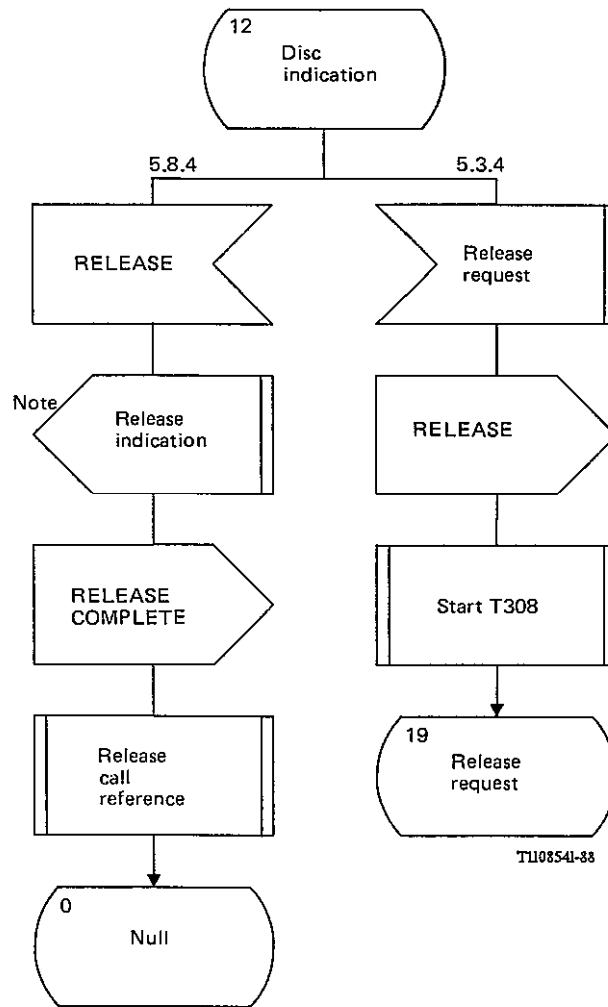 12
Disc
indication
5.8.4
5.3.4
RELEASE
Release
request
Note
Release
indication
RELEASE
RELEASE
COMPLETE
Start T308
Release
call
reference
19
Release
request
T1108541-88
0
Null